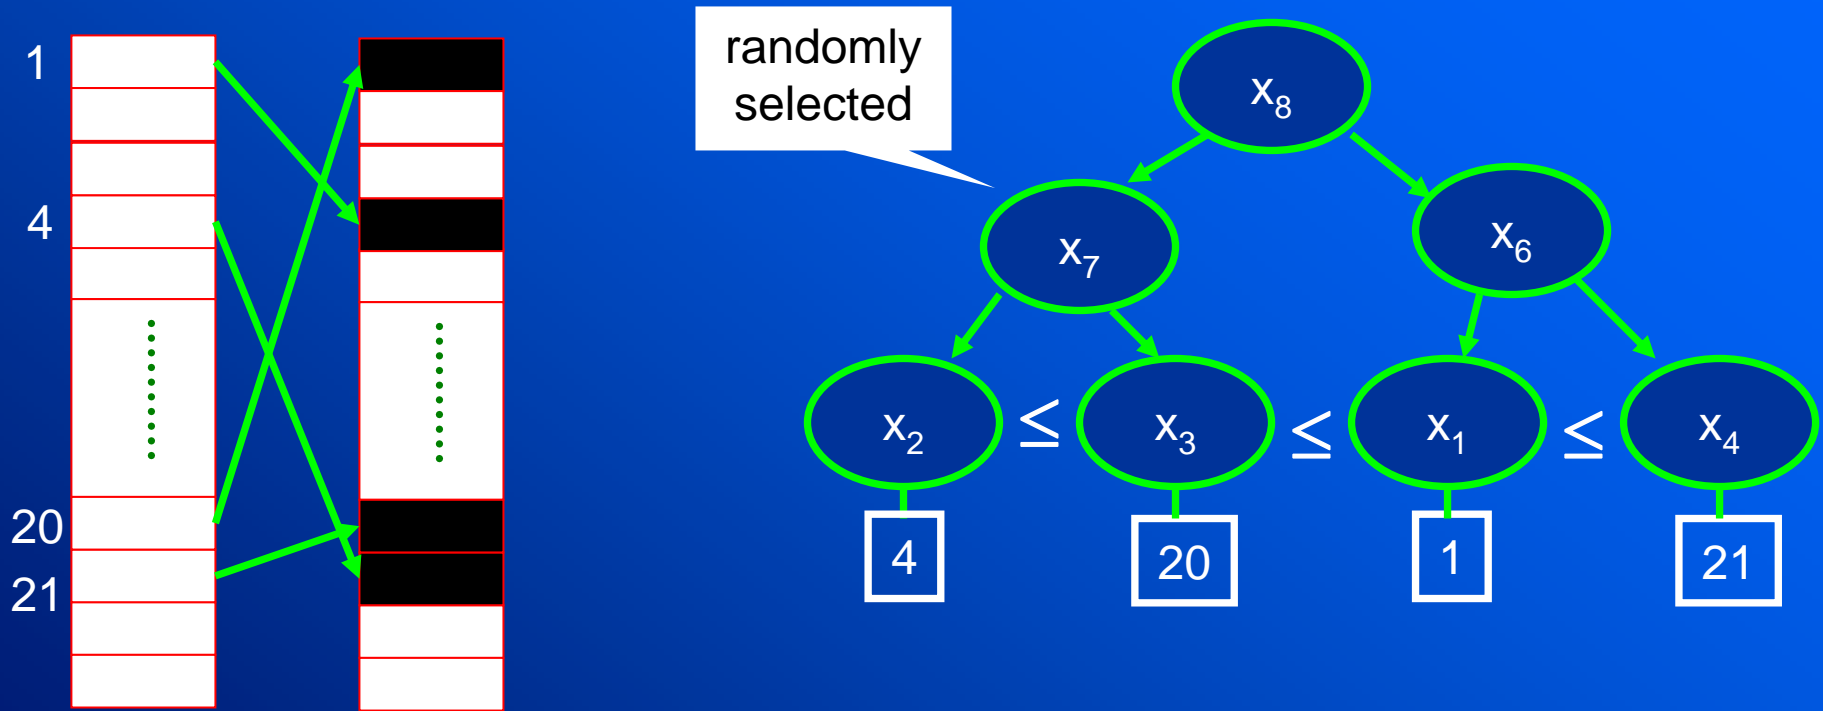 1
4
20
21
randomly
selected
x₈
x₇
x₆
x₂ ≤ x₃ ≤ x₁ ≤ x₄
4
20
1
21